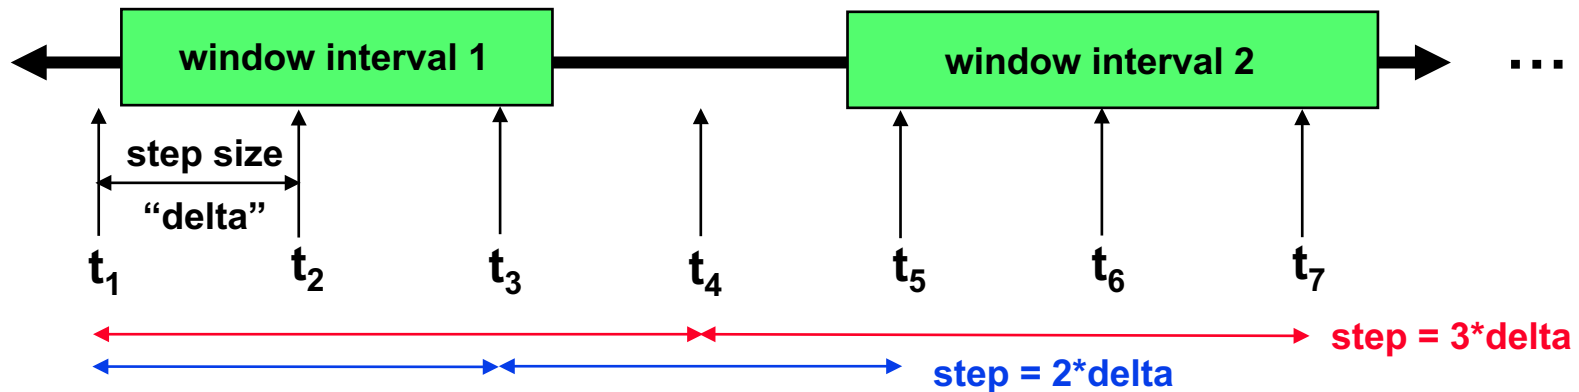 window interval 1
window interval 2
...
step size
“delta”
t1
t2
t3
t4
t5
t6
t7
step = 3*delta
step = 2*delta